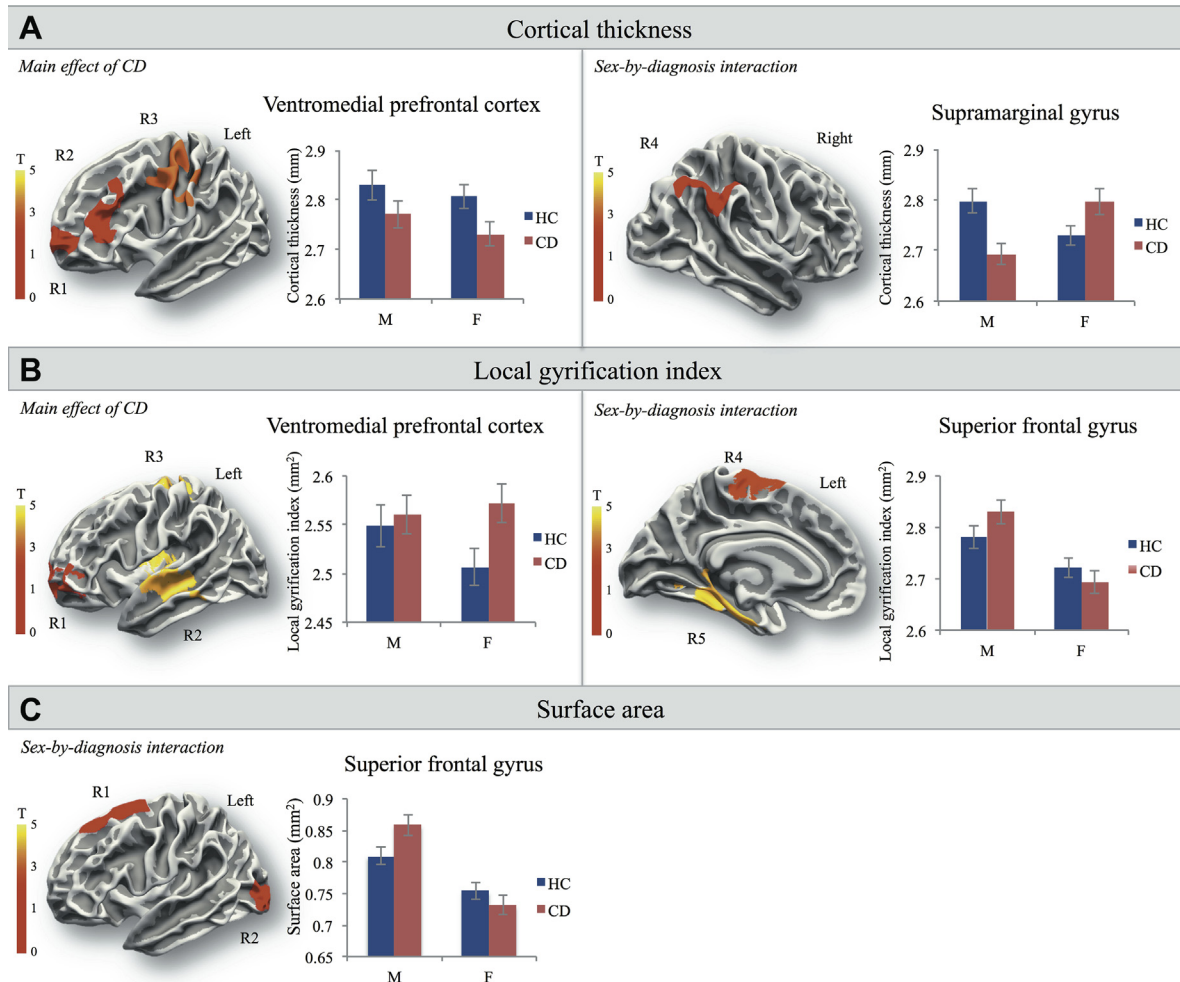 A
Cortical thickness
Main effect of CD
Ventromedial prefrontal cortex
R3
Left
R2
T
5
3
1
0
R1
Cortical thickness (mm)
2.9
2.8
2.7
2.6
M
F
HC
CD
Sex-by-diagnosis interaction
Supramarginal gyrus
R4
Right
T
5
3
1
0
Cortical thickness (mm)
2.9
2.8
2.7
2.6
M
F
HC
CD
B
Local gyrification index
Main effect of CD
Ventromedial prefrontal cortex
R3
Left
T
5
3
1
0
R1
R2
Local gyrification index (mm²)
2.6
2.55
2.5
2.45
M
F
HC
CD
Sex-by-diagnosis interaction
Superior frontal gyrus
R4
Left
T
5
3
1
0
R5
Local gyrification index (mm²)
2.9
2.8
2.7
2.6
M
F
HC
CD
C
Surface area
Sex-by-diagnosis interaction
Superior frontal gyrus
R1
Left
T
5
3
1
0
R2
Surface area (mm²)
0.9
0.85
0.8
0.75
0.7
0.65
M
F
HC
CD